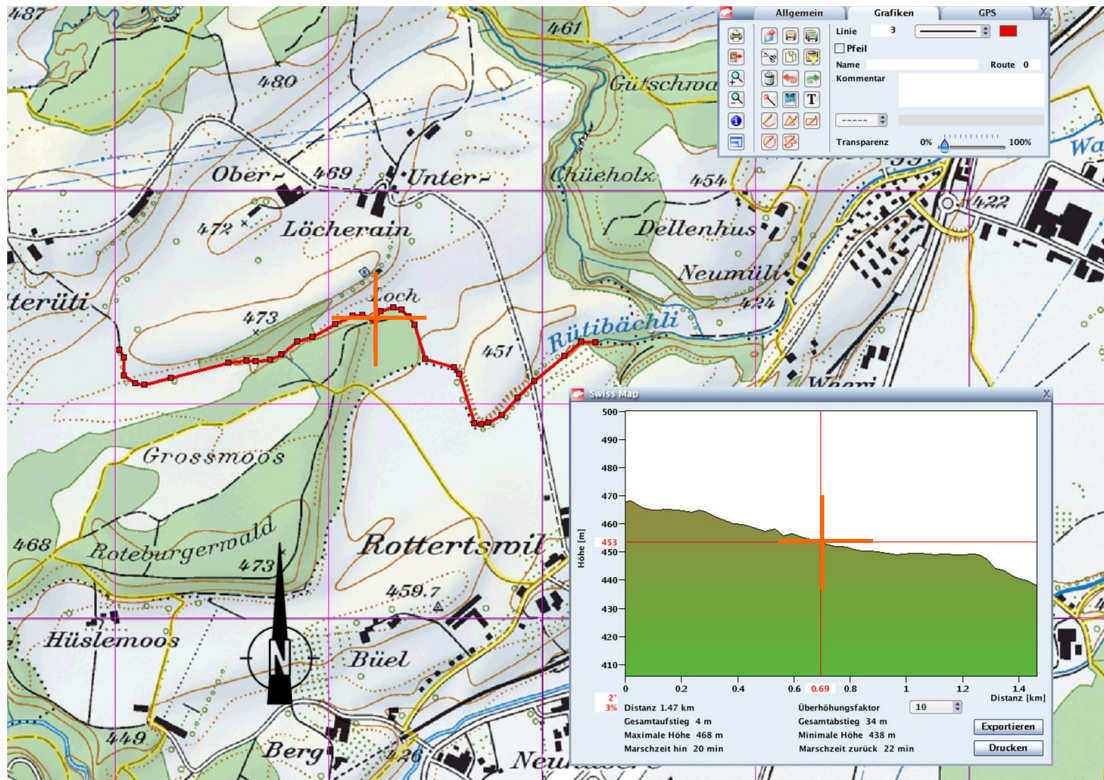 487
461
480
Gütschwa
Ober-
469
Unter-
Chüeholx
454
422
472
Löcherain
Dellenhus
Neumüli
424
terüti
Loch
473
451
Rütibächli
Waeri
Grossmoos
468
Roteburgerwald
473
Rottertswil
459.7
N
Hüslemoos
Büel
449
Berg
426
Allgemein
Grafiken
GPS
X
Linie 3
Pfeil
Name
Route 0
Kommentar
T
Transparenz 0% 100%
Swiss Map
X
500
490
480
470
460
453
450
440
430
420
410
Höhe [m]
0 0.2 0.4 0.6 0.69 0.8 1 1.2 1.4
Distanz [km]
2°
3%
Distanz 1.47 km
Überhöhungsfaktor 10
Gesamtaufstieg 4 m
Gesamtabstieg 34 m
Maximale Höhe 468 m
Minimale Höhe 438 m
Marschzeit hin 20 min
Marschzeit zurück 22 min
Exportieren
Drucken